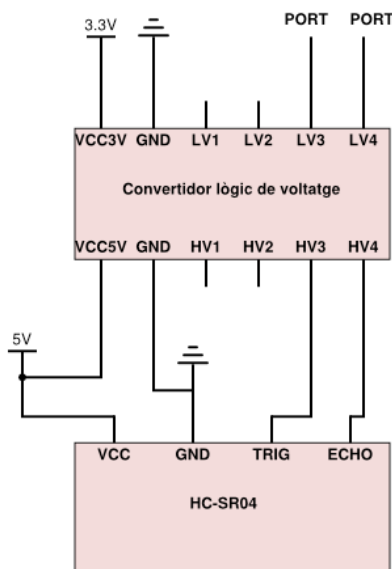 3.3V PORT PORT
VCC3V GND LV1 LV2 LV3 LV4
Convertidor lògic de voltatge
VCC5V GND HV1 HV2 HV3 HV4
5V
VCC GND TRIG ECHO
HC-SR04